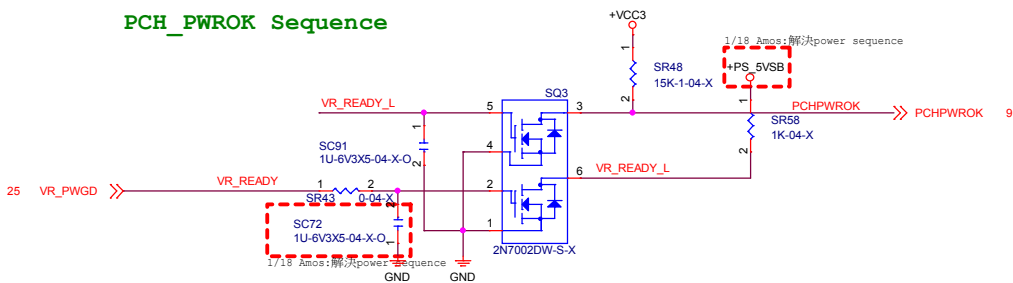 PCH_PWROK Sequence
+VCC3
1/18 Amos:解決power sequence
+PS_5VSB
1
SR48
15K-1-04-X
2
SQ3
VR_READY_L
5
3
PCHPWROK
PCHPWROK
9
1
SR58
1K-04-X
2
1
SC91
1U-6V3X5-04-X-O
2
4
6
VR_READY_L
25
VR_PWGD
VR_READY
1
2
SR43
0-04-X
2
2
SC72
1U-6V3X5-04-X-O
1
1
2N7002DW-S-X
1/18 Amos:解決power sequence
GND
GND